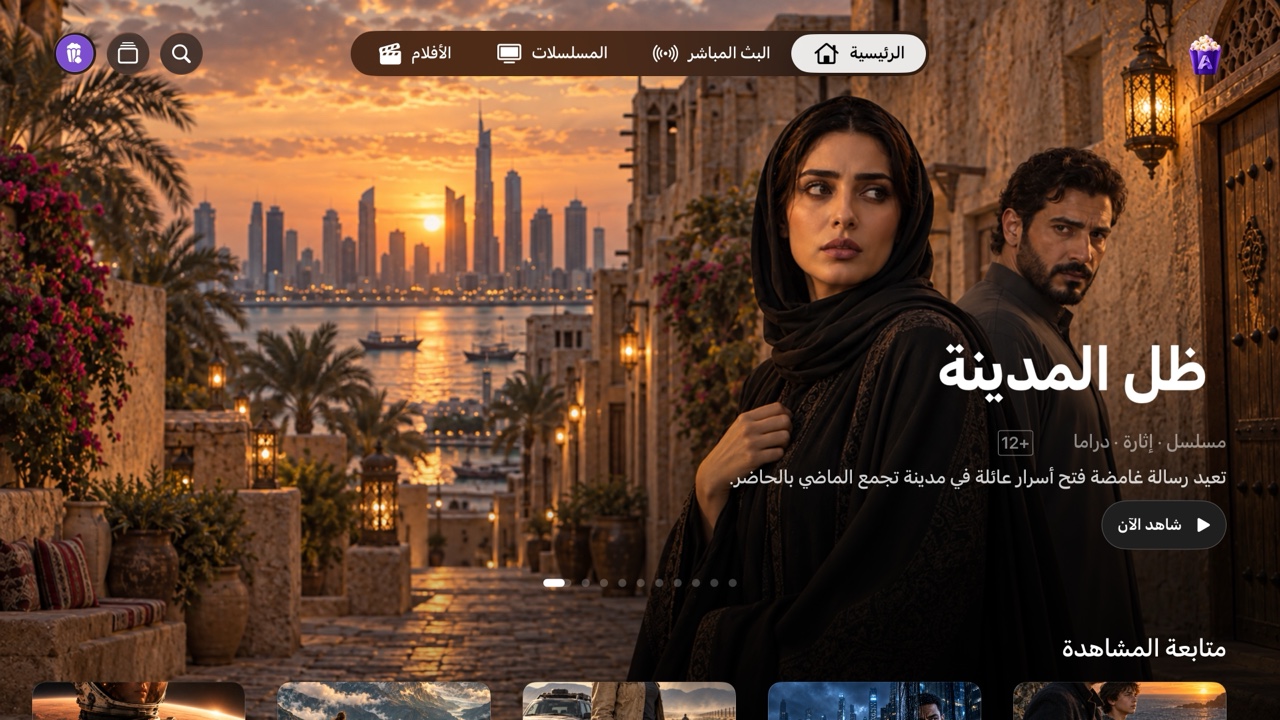 الرئيسية
البث المباشر
المسلسلات
الأفلام
A
ظل المدينة
مسلسل · إثارة · دراما
12+
تعيد رسالة غامضة فتح أسرار عائلة في مدينة تجمع الماضي بالحاضر.
شاهد الآن
متابعة المشاهدة